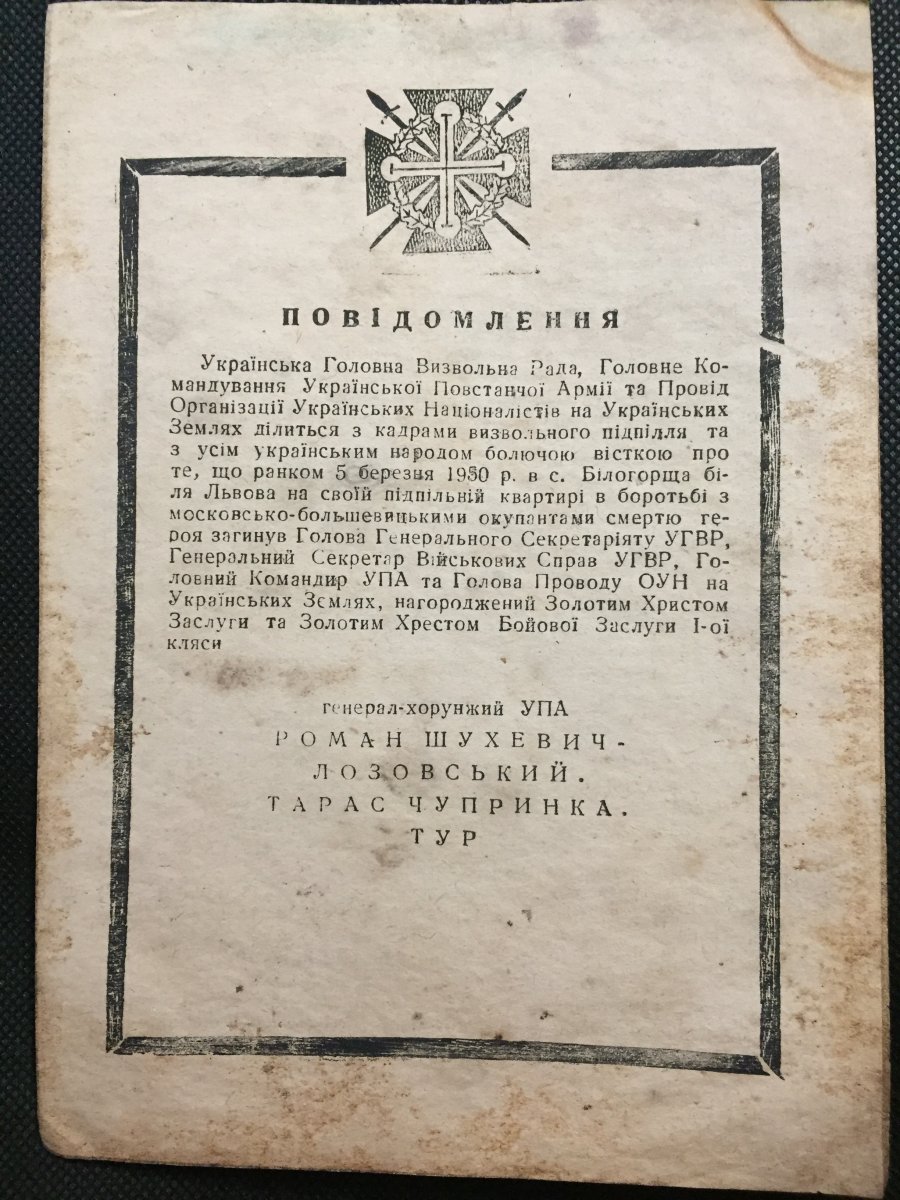 ПОВІДОМЛЕННЯ
Українська Головна Визвольна Рада, Головне Ко-
мандування Української Повстанчої Армії та Провід
Організації Українських Націоналістів на Українських
Землях ділиться з кадрами визвольного підпілля та
з усім українським народом болючою вісткою про
те, що ранком 5 березня 1950 р. в с. Білогорща бі-
ля Львова на своїй підпільній квартирі в боротьбі з
московсько-большевицькими окупантами смертю ге-
роя загинув Голова Генерального Секретаріяту УГВР,
Генеральний Секретар Військових Справ УГВР, Го-
ловний Командир УПА та Голова Проводу ОУН на
Українських Землях, нагороджений Золотим Христом
Заслуги та Золотим Хрестом Бойової Заслуги І-ої
кляси
генерал-хорунжий УПА
РОМАН ШУХЕВИЧ-
ЛОЗОВСЬКИЙ.
ТАРАС ЧУПРИНКА.
ТУР